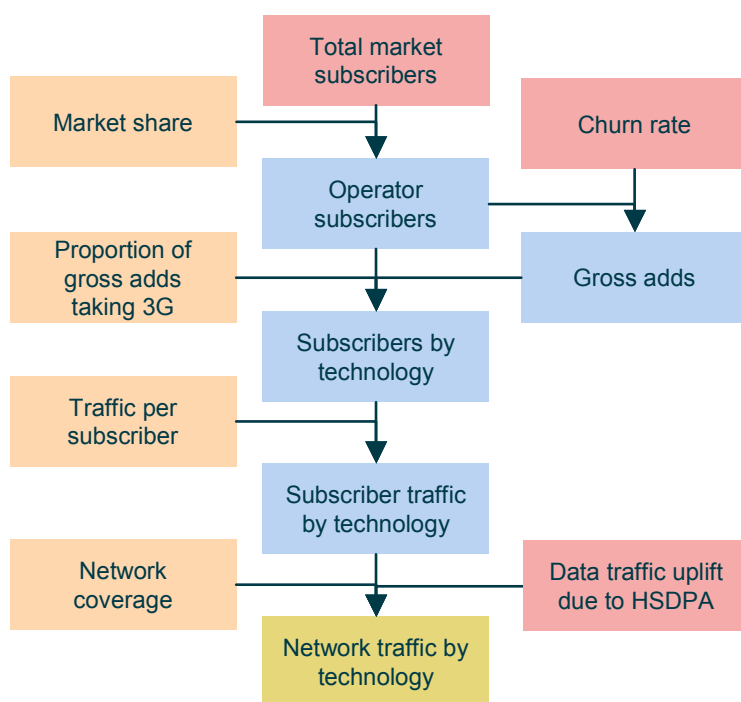 Total market
subscribers
Market share
Churn rate
Operator
subscribers
Proportion of
gross adds
taking 3G
Gross adds
Subscribers by
technology
Traffic per
subscriber
Subscriber traffic
by technology
Network
coverage
Data traffic uplift
due to HSDPA
Network traffic by
technology